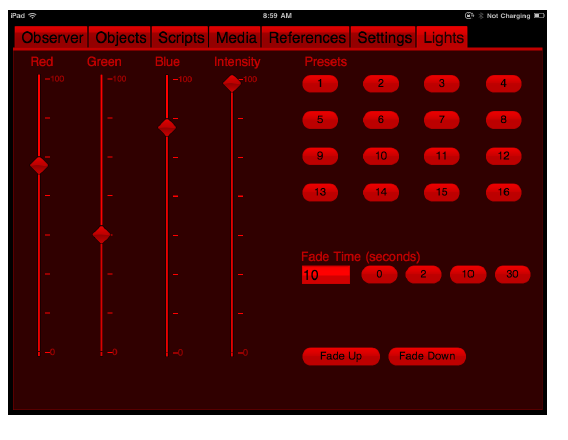 iPad 8:59 AM Not Charging
Observer Objects Scripts Media References Settings Lights
Red Green Blue Intensity Presets
100 100 100 100
1 2 3 4
5 6 7 8
9 10 11 12
13 14 15 16
Fade Time (seconds)
10 0 2 10 30
0 0 0 0
Fade Up Fade Down